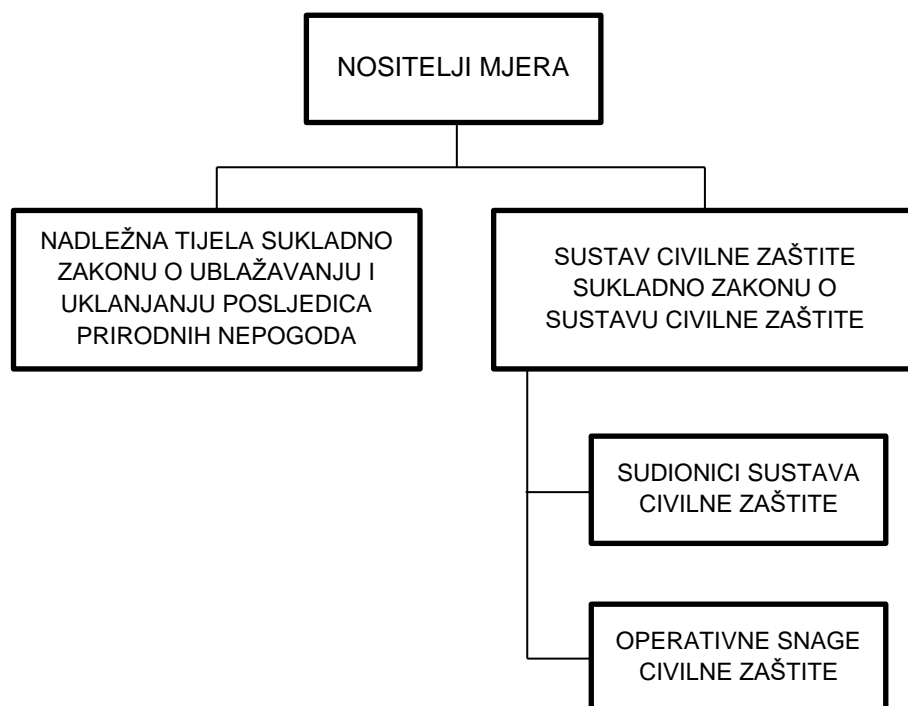 NOSITELJI MJERA
NADLEŽNA TIJELA SUKLADNO
ZAKONU O UBLAŽAVANJU I
UKLANJANJU POSLJEDICA
PRIRODNIH NEPOGODA
SUSTAV CIVILNE ZAŠTITE
SUKLADNO ZAKONU O
SUSTAVU CIVILNE ZAŠTITE
SUDIONICI SUSTAVA
CIVILNE ZAŠTITE
OPERATIVNE SNAGE
CIVILNE ZAŠTITE